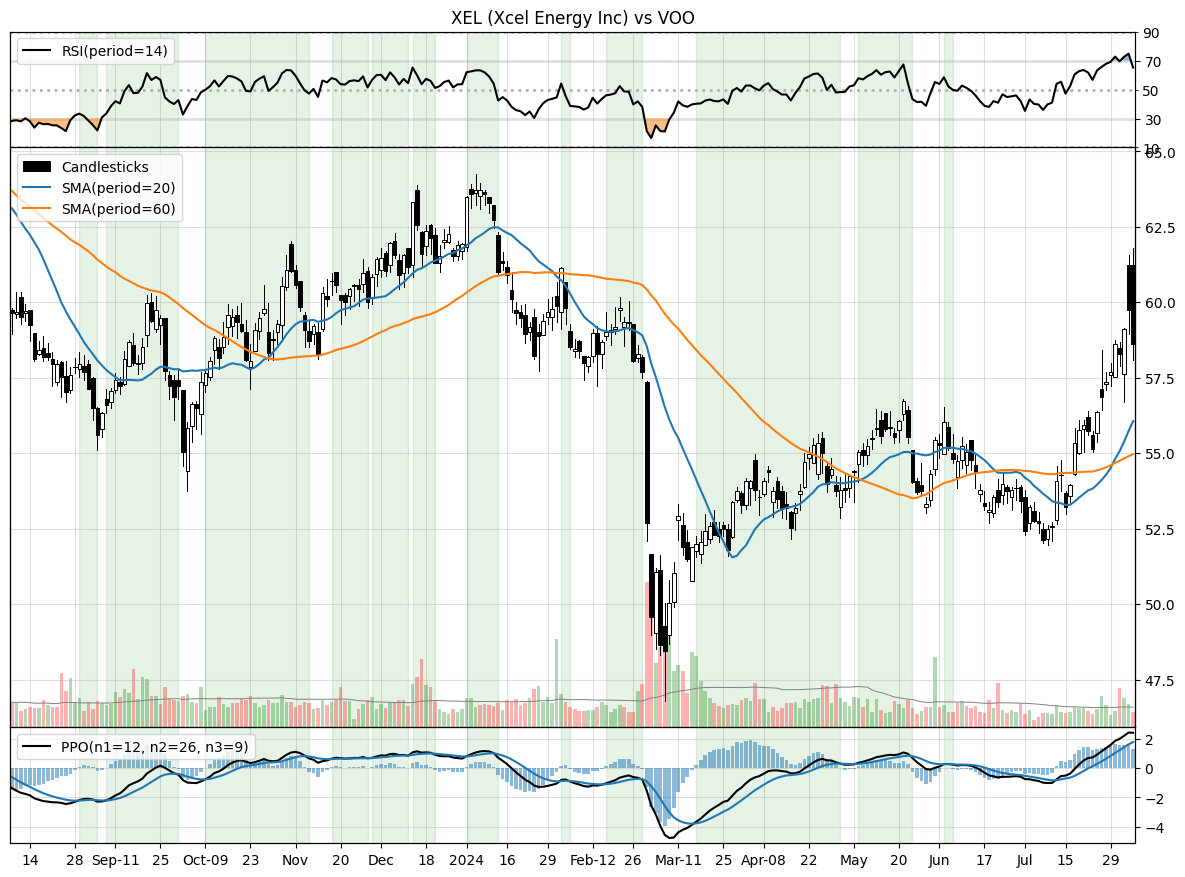 XEL (Xcel Energy Inc) vs VOO
RSI(period=14)
90
70
50
30
10
Candlesticks
SMA(period=20)
SMA(period=60)
65.0
62.5
60.0
57.5
55.0
52.5
50.0
47.5
PPO(n1=12, n2=26, n3=9)
2
0
−2
−4
14 28 Sep-11 25 Oct-09 23 Nov 20 Dec 18 2024 16 29 Feb-12 26 Mar-11 25 Apr-08 22 May 20 Jun 17 Jul 15 29